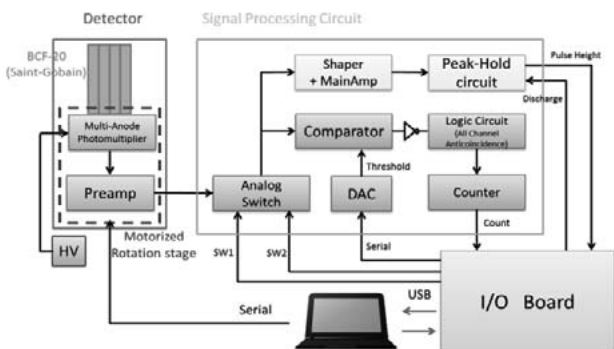 Detector
Signal Processing Circuit
BCF-20
(Saint-Gobain)
Multi-Anode
Photomultiplier
Preamp
Motorized
Rotation stage
HV
Shaper
+ MainAmp
Peak-Hold
circuit
Pulse Height
Discharge
Comparator
Logic Circuit
(All Channel
Anticoincidence)
Threshold
Analog
Switch
DAC
Counter
SW1
SW2
Serial
Count
Serial
USB
I/O Board